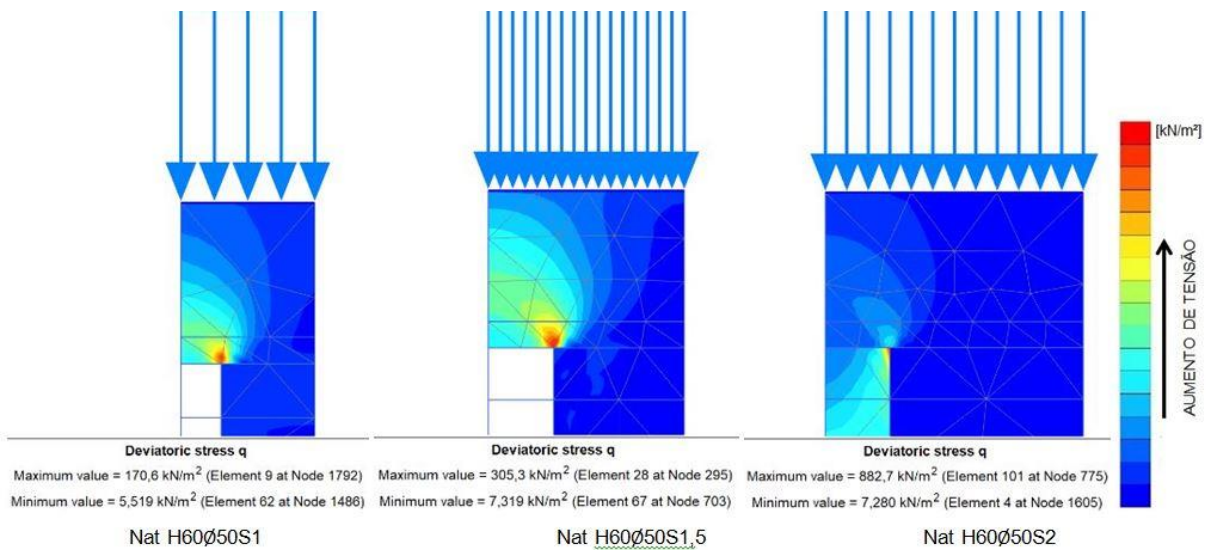 [kN/m²]
AUMENTO DE TENSÃO
Deviatoric stress q
Maximum value = 170,6 kN/m² (Element 9 at Node 1792)
Minimum value = 5,519 kN/m² (Element 62 at Node 1486)
Nat H60Ø50S1
Deviatoric stress q
Maximum value = 305,3 kN/m² (Element 28 at Node 295)
Minimum value = 7,319 kN/m² (Element 67 at Node 703)
Nat H60Ø50S1,5
Deviatoric stress q
Maximum value = 882,7 kN/m² (Element 101 at Node 775)
Minimum value = 7,280 kN/m² (Element 4 at Node 1605)
Nat H60Ø50S2